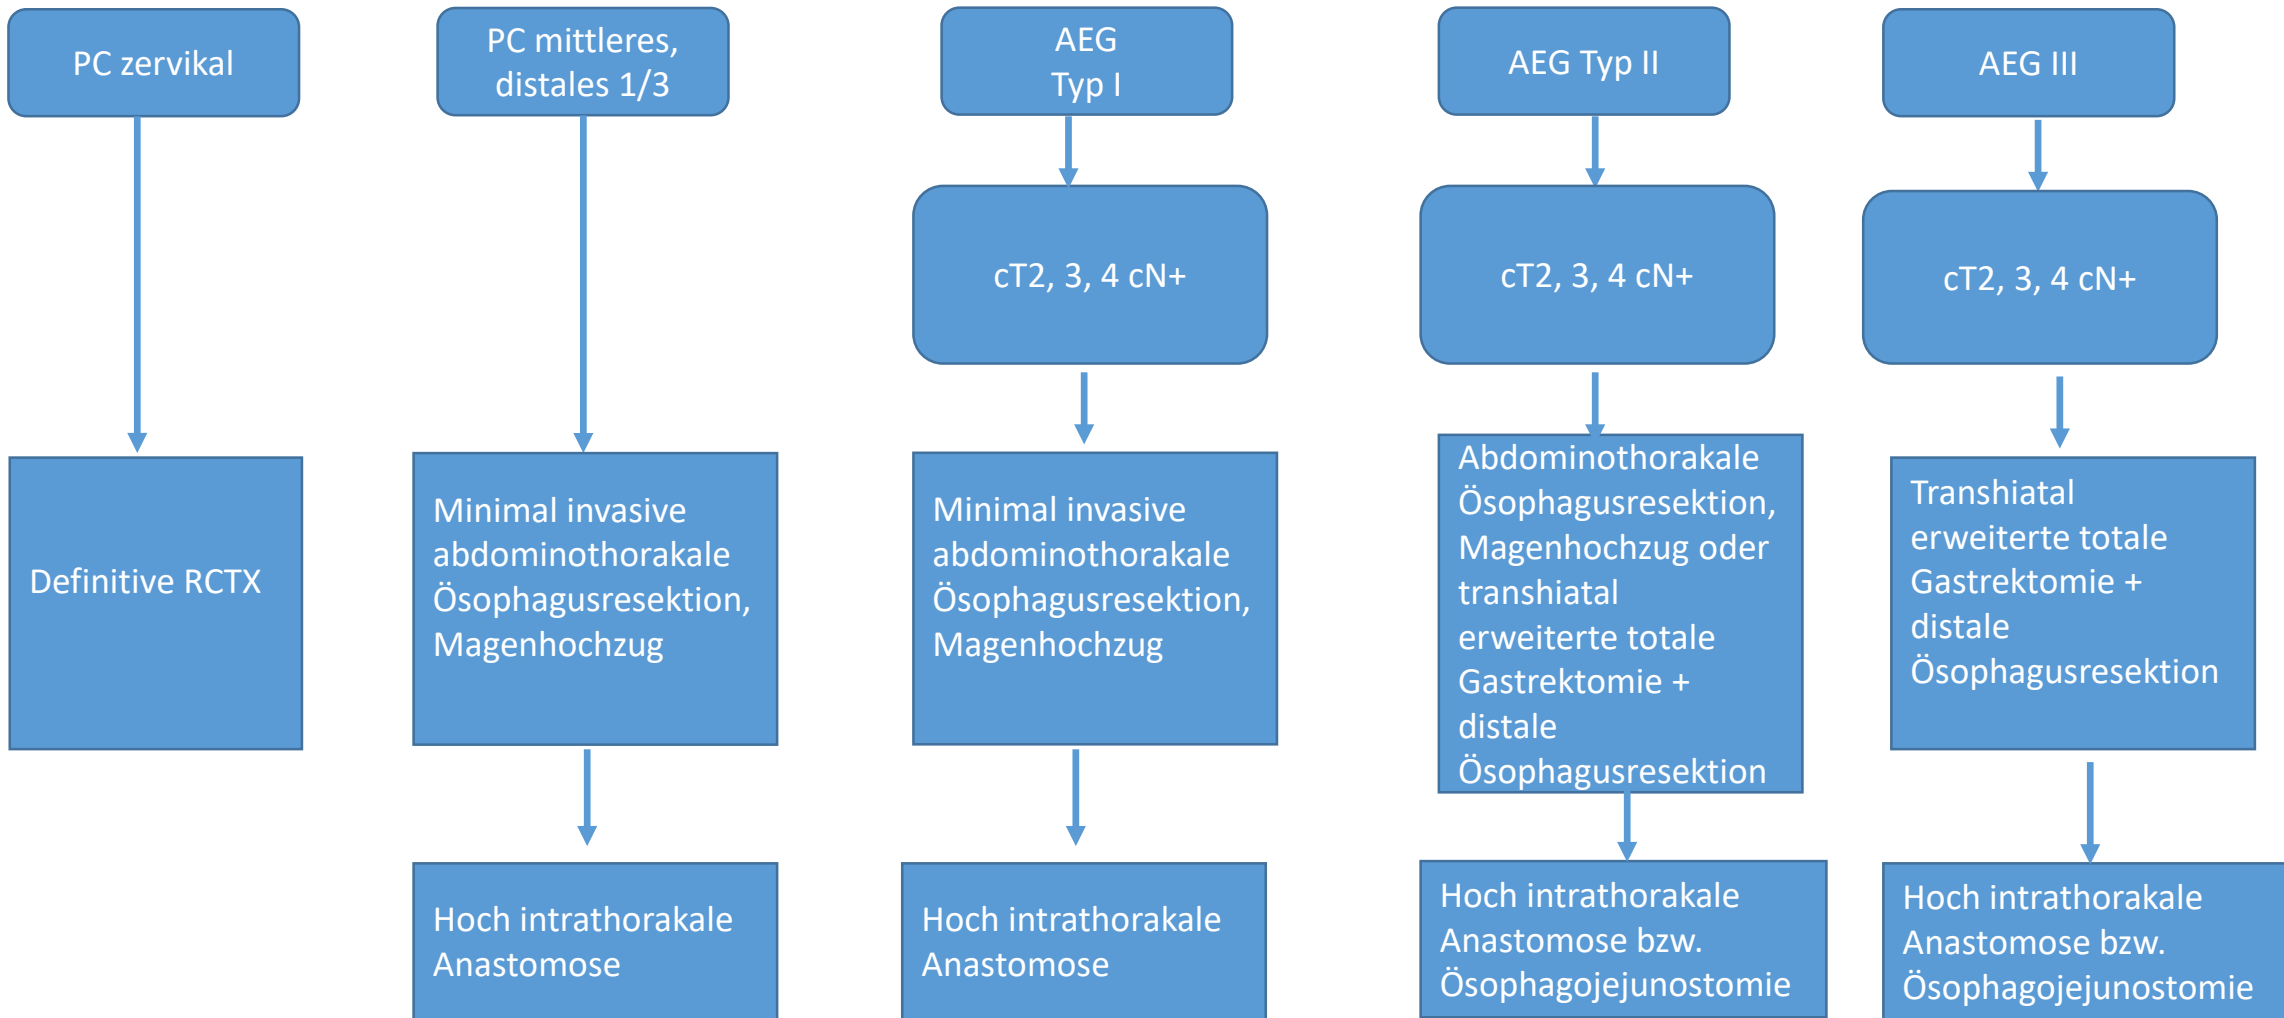 PC zervikal
PC mittleres,
distales 1/3
AEG
Typ I
AEG Typ II
AEG III
cT2, 3, 4 cN+
cT2, 3, 4 cN+
cT2, 3, 4 cN+
Definitive RCTX
Minimal invasive
abdominothorakale
Ösophagusresektion,
Magenhochzug
Minimal invasive
abdominothorakale
Ösophagusresektion,
Magenhochzug
Abdominothorakale
Ösophagusresektion,
Magenhochzug oder
transhiatal
erweiterte totale
Gastrektomie +
distale
Ösophagusresektion
Transhiatal
erweiterte totale
Gastrektomie +
distale
Ösophagusresektion
Hoch intrathorakale
Anastomose
Hoch intrathorakale
Anastomose
Hoch intrathorakale
Anastomose bzw.
Ösophagojejunostomie
Hoch intrathorakale
Anastomose bzw.
Ösophagojejunostomie